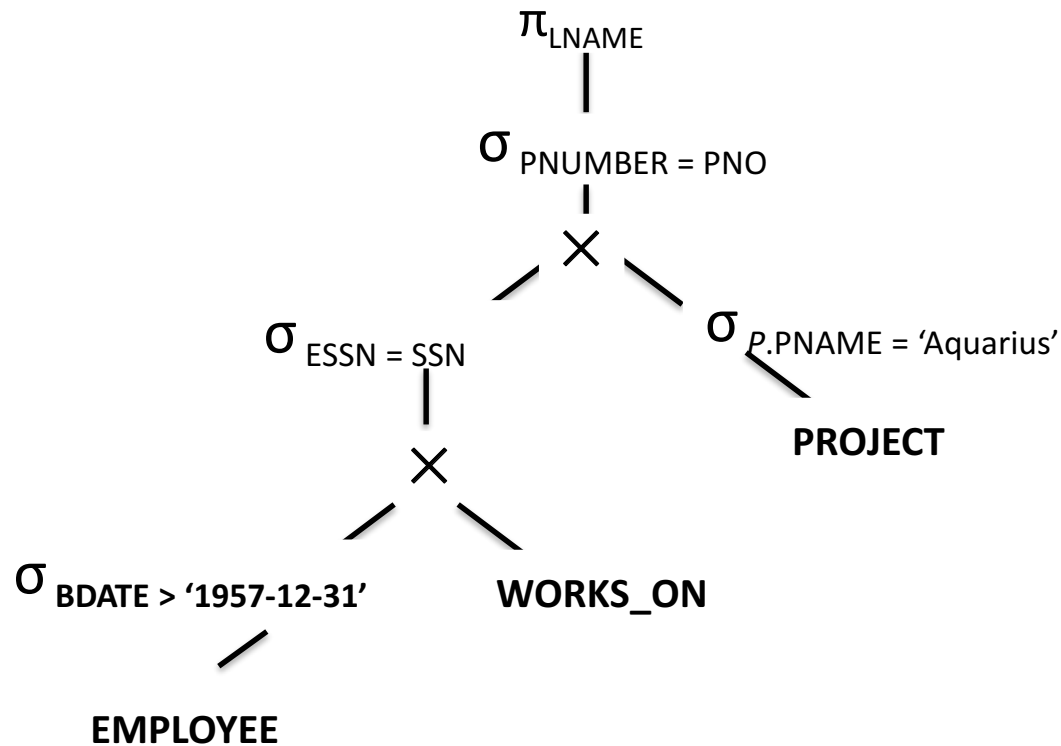 π LNAME
σ PNUMBER = PNO
×
σ ESSN = SSN
σ P.PNAME = ‘Aquarius’
PROJECT
×
σ BDATE > ‘1957-12-31’
WORKS_ON
EMPLOYEE